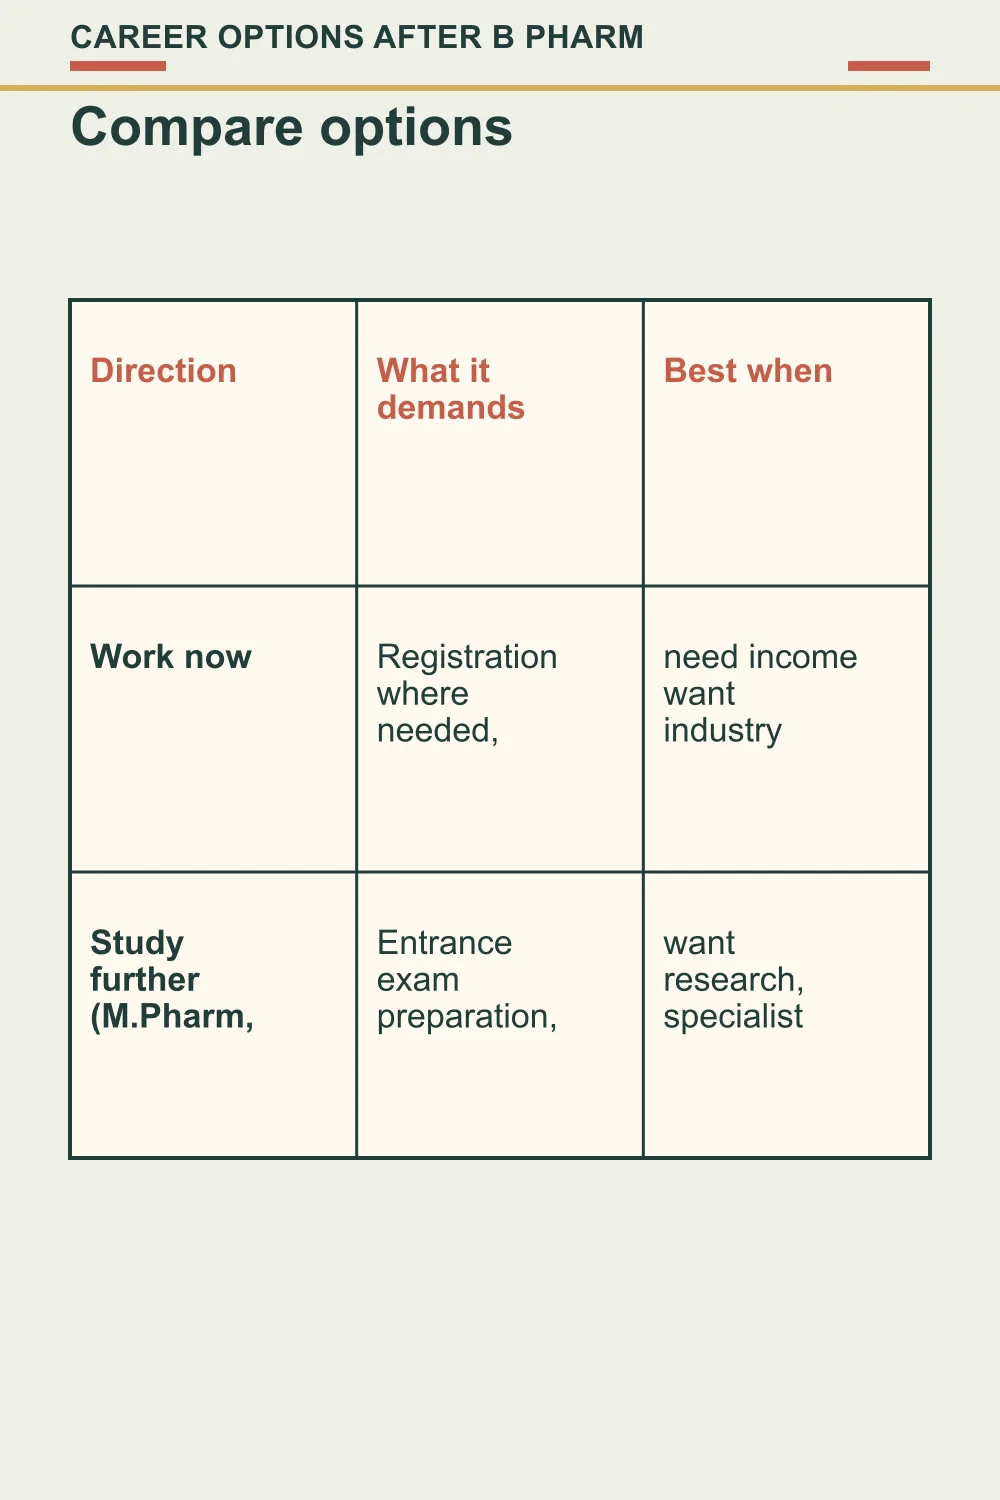 CAREER OPTIONS AFTER B PHARM
Compare options
Direction
What it
demands
Best when
Work now
Registration
where
needed,
need income
want
industry
Study
further
(M.Pharm,
Entrance
exam
preparation,
want
research,
specialist